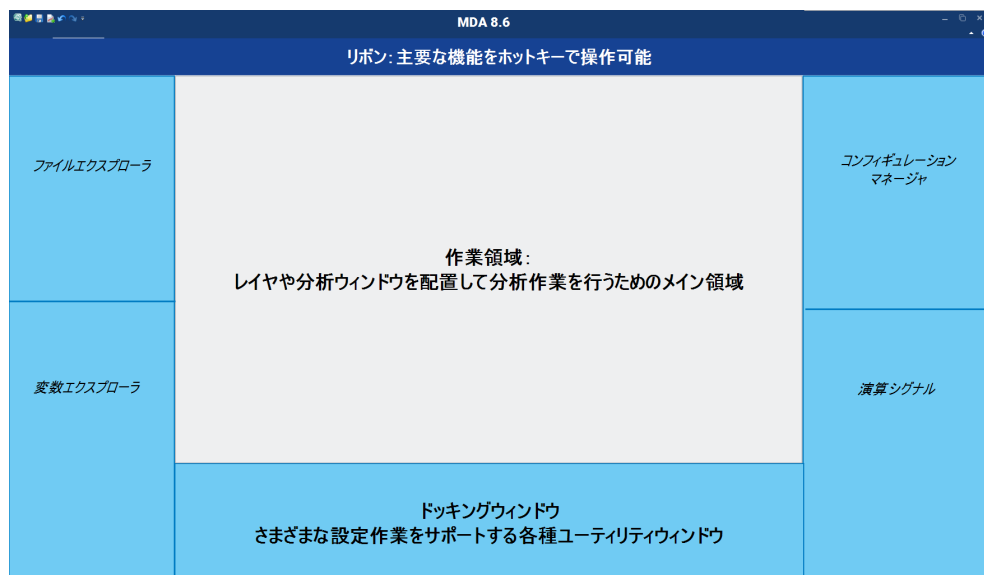 MDA 8.6
リボン: 主要な機能をホットキーで操作可能
ファイルエクスプローラ
コンフィギュレーション
マネージャ
作業領域:
レイヤや分析ウィンドウを配置して分析作業を行うためのメイン領域
変数エクスプローラ
演算シグナル
ドッキングウィンドウ
さまざまな設定作業をサポートする各種ユーティリティウィンドウ